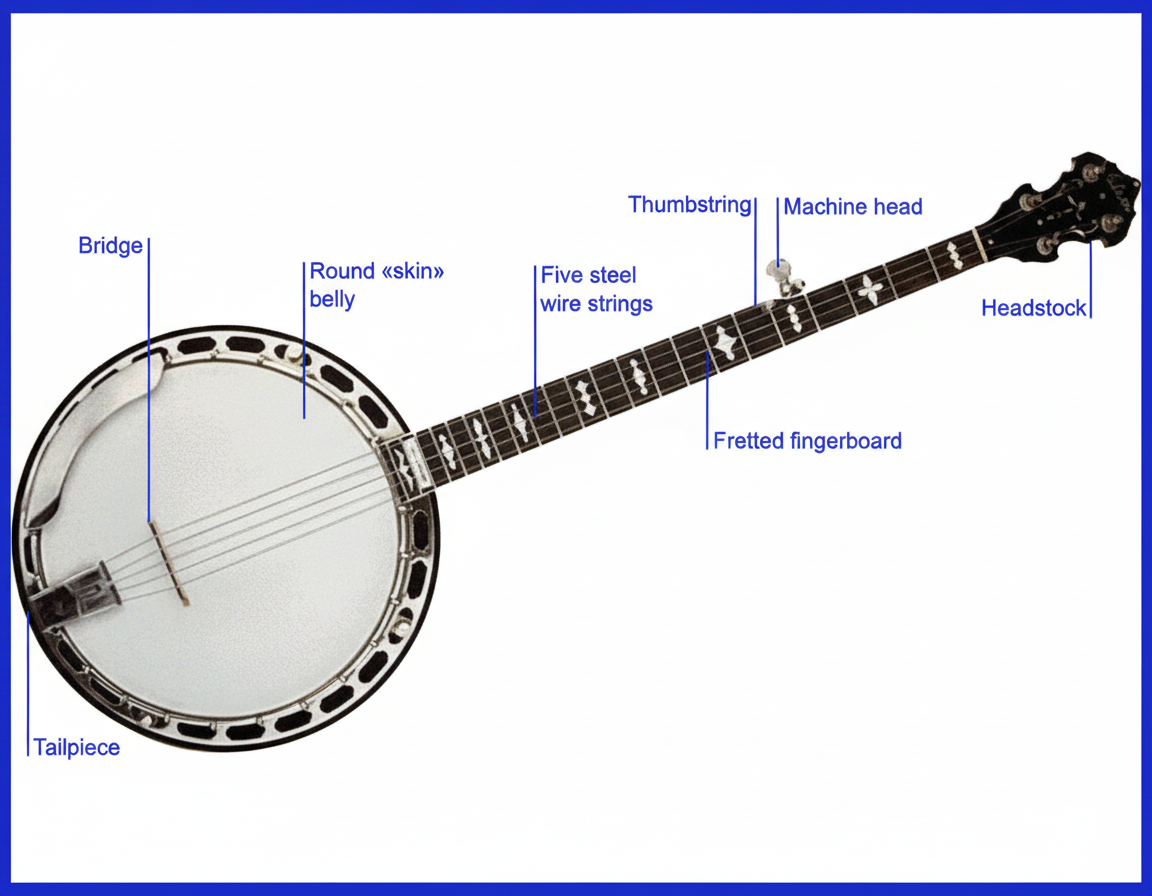 Thumbstring
Machine head
Bridge
Round «skin»
belly
Five steel
wire strings
Headstock
Fretted fingerboard
Tailpiece